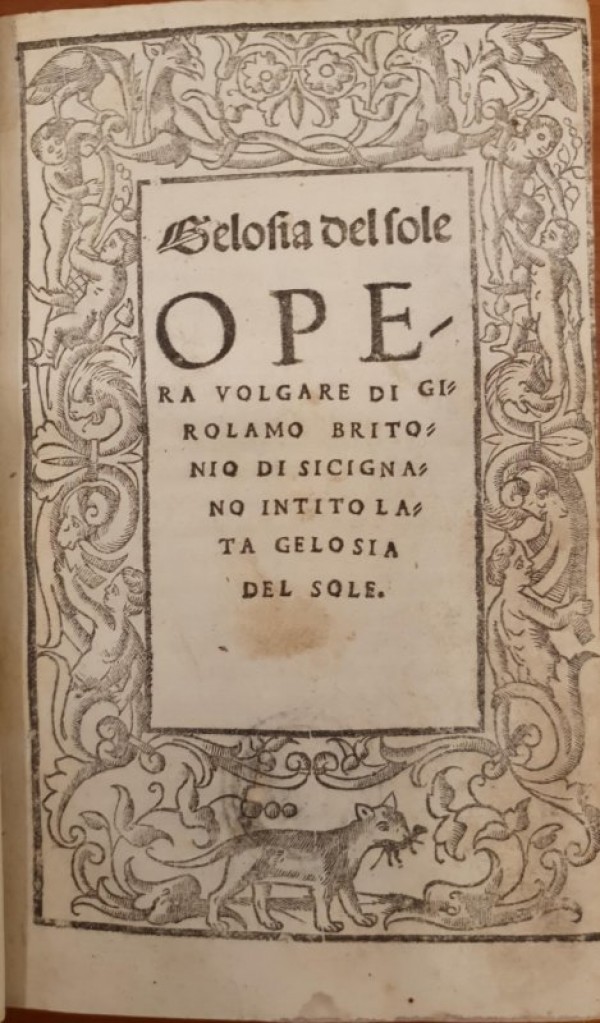 Gelosia del sole
OPE-
RA VOLGARE DI GI=
ROLAMO BRITO=
NIO DI SICIGNA=
NO INTITOLA=
TA GELOSIA
DEL SOLE.